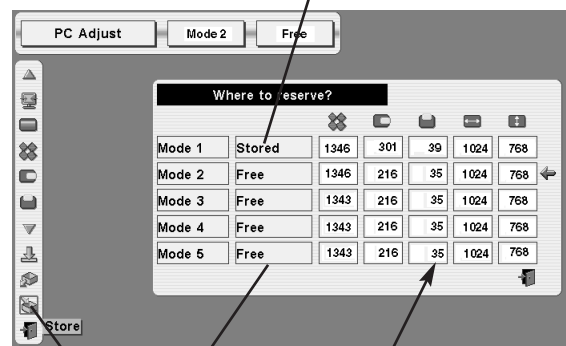 PC Adjust Mode 2 Free
Where to reserve?
Mode 1 Stored 1346 301 39 1024 768
Mode 2 Free 1346 216 35 1024 768
Mode 3 Free 1343 216 35 1024 768
Mode 4 Free 1343 216 35 1024 768
Mode 5 Free 1343 216 35 1024 768
Store